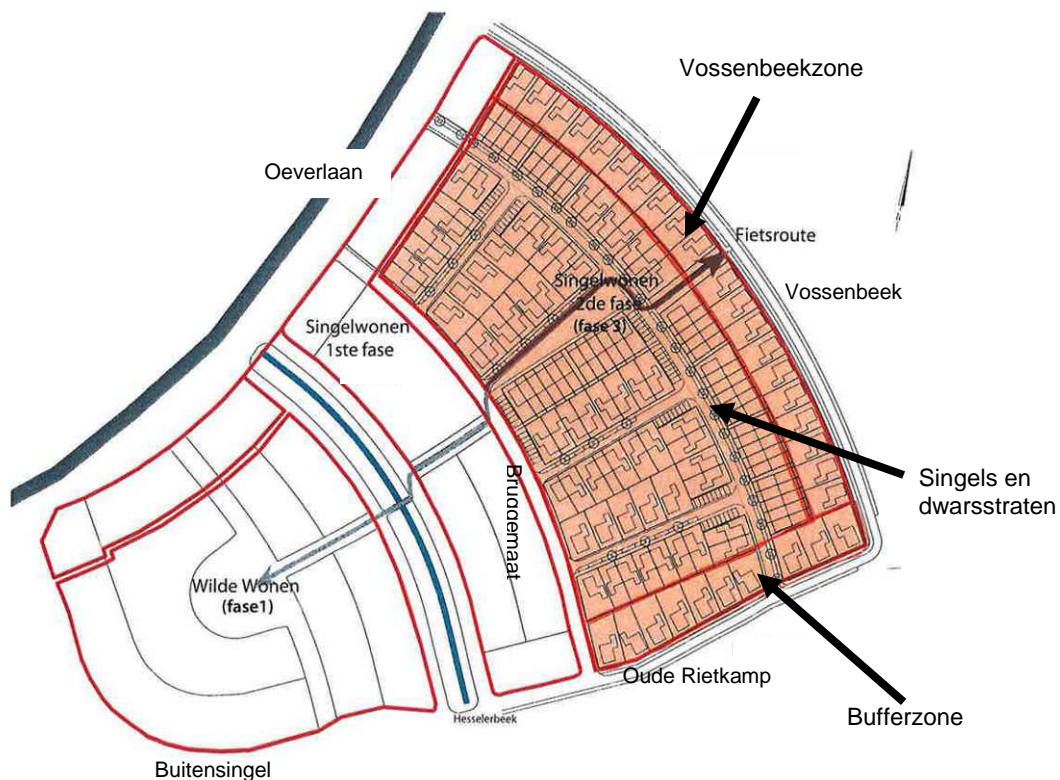 Vossenbeekzone
Oeverlaan
Fietsroute
Singelwonen
2de fase
(fase 3)
Vossenbeek
Singelwonen
1ste fase
Bruggemaat
Singels en
dwarsstraten
Wilde Wonen
(fase1)
Oude Rietkamp
Hesselerbeek
Bufferzone
Buitensingel